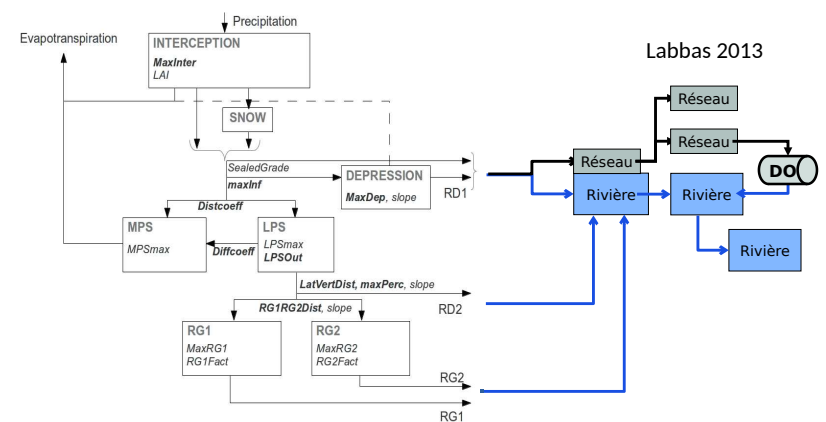 Precipitation
Evapotranspiration
INTERCEPTION
MaxInter
LAI
SNOW
SealedGrade
maxInf
DEPRESSION
MaxDep, slope
RD1
Distcoeff
MPS
MPSmax
LPS
LPSmax
LPSOut
Diffcoeff
LatVertDist, maxPerc, slope
RD2
RG1RG2Dist, slope
RG1
MaxRG1
RG1Fact
RG2
MaxRG2
RG2Fact
RG2
RG1
Labbas 2013
Réseau
Réseau
Réseau
DO
Rivière
Rivière
Rivière